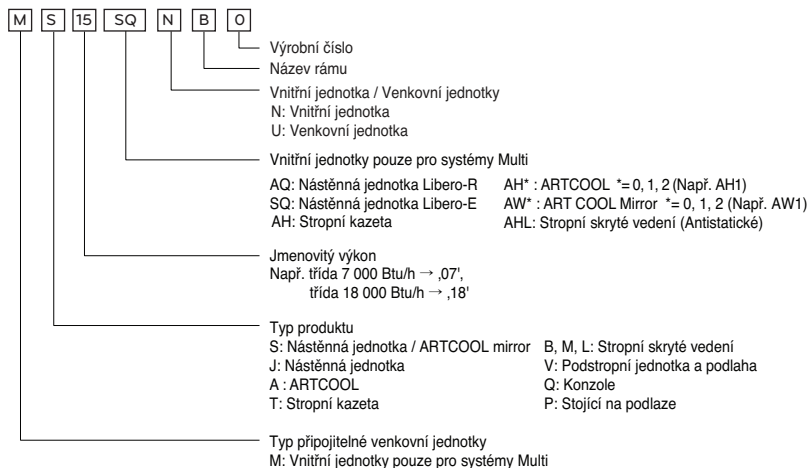 M S 15 SQ N B 0
Výrobní číslo
Název rámu
Vnitřní jednotka / Venkovní jednotky
N: Vnitřní jednotka
U: Venkovní jednotka
Vnitřní jednotky pouze pro systémy Multi
AQ: Nástěnná jednotka Libero-R AH* : ARTCOOL *= 0, 1, 2 (Např. AH1)
SQ: Nástěnná jednotka Libero-E AW* : ART COOL Mirror *= 0, 1, 2 (Např. AW1)
AH: Stropní kazeta AHL: Stropní skryté vedení (Antistatické)
Jmenovitý výkon
Např. třída 7 000 Btu/h → ‚07',
třída 18 000 Btu/h → ‚18'
Typ produktu
S: Nástěnná jednotka / ARTCOOL mirror B, M, L: Stropní skryté vedení
J: Nástěnná jednotka V: Podstropní jednotka a podlaha
A : ARTCOOL Q: Konzole
T: Stropní kazeta P: Stojící na podlaze
Typ připojitelné venkovní jednotky
M: Vnitřní jednotky pouze pro systémy Multi